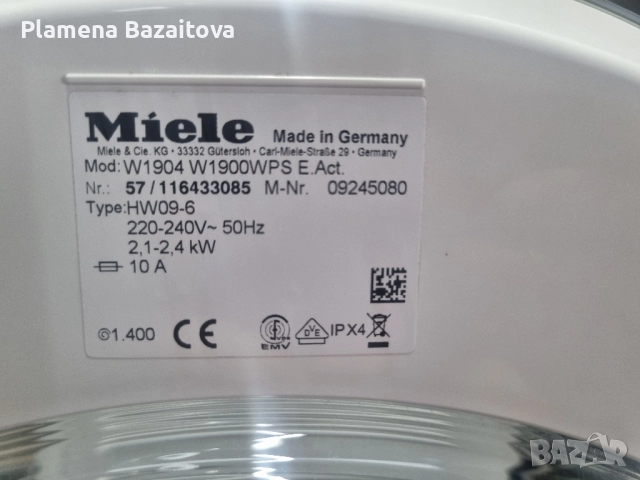 Plamena Bazaitova
Miele Made in Germany
Miele & Cie. KG • 33332 Gütersloh • Carl-Miele-Straße 29 • Germany
Mod: W1904 W1900WPS E.Act.
Nr.: 57/116433085 M-Nr. 09245080
Type: HW09-6
220-240V~ 50Hz
2,1-2,4 kW
10 A
1.400 CE EMV DVE IPX4
BAZAR